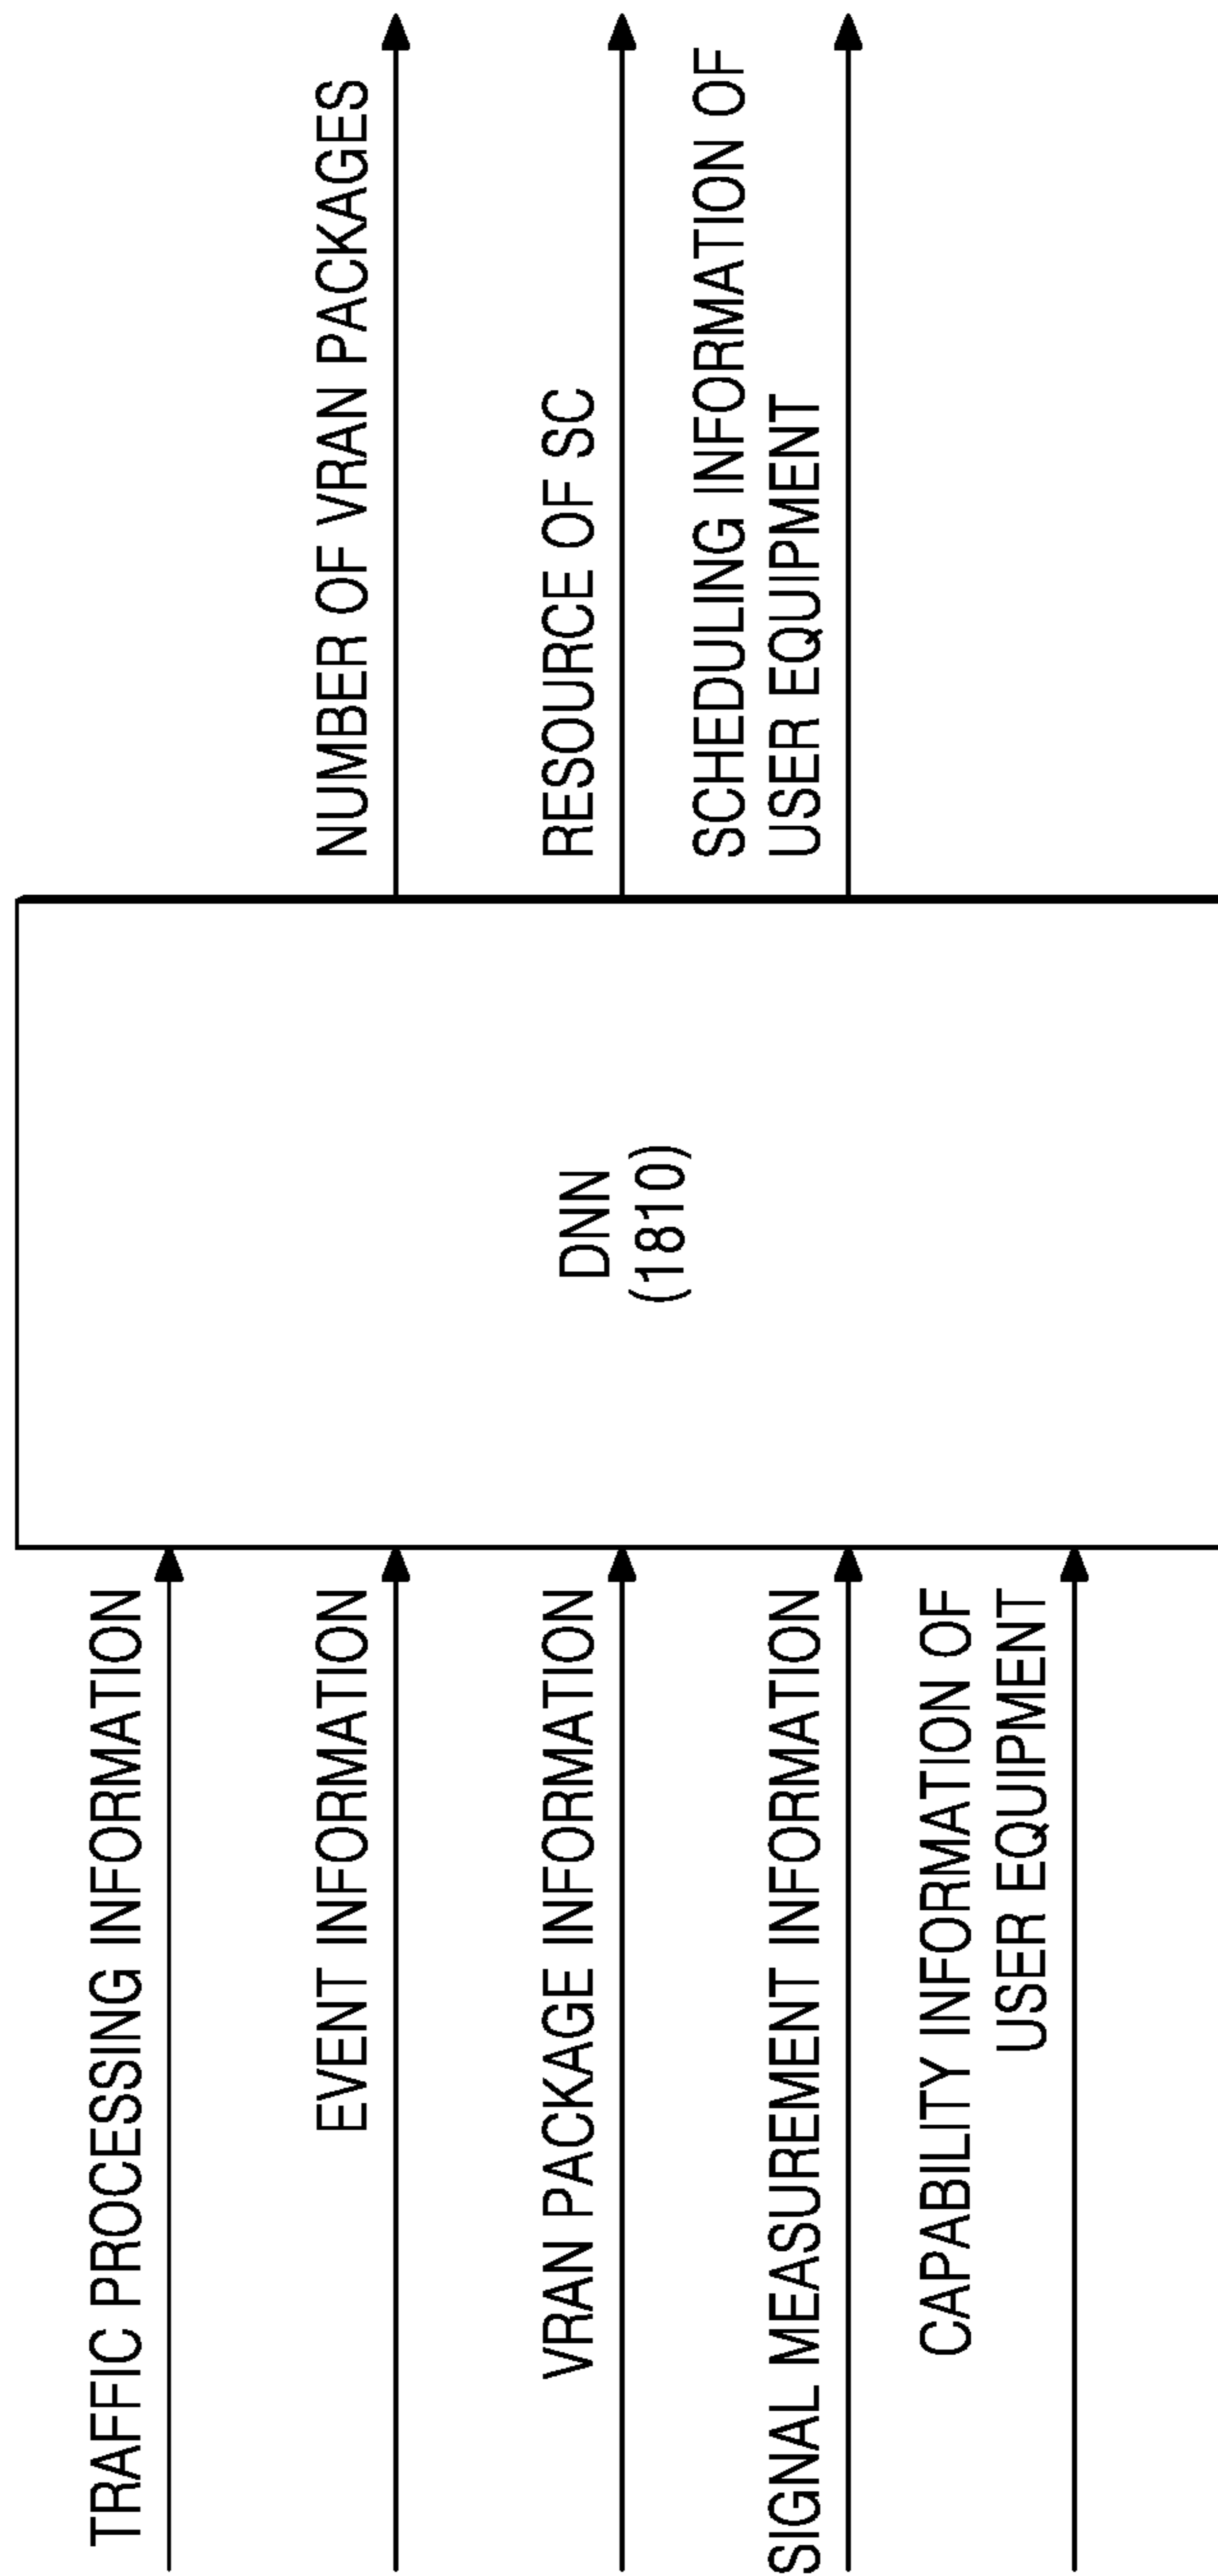 TRAFFIC PROCESSING INFORMATION
EVENT INFORMATION
VRAN PACKAGE INFORMATION
SIGNAL MEASUREMENT INFORMATION
CAPABILITY INFORMATION OF
USER EQUIPMENT
DNN
(1810)
NUMBER OF VRAN PACKAGES
RESOURCE OF SC
SCHEDULING INFORMATION OF
USER EQUIPMENT